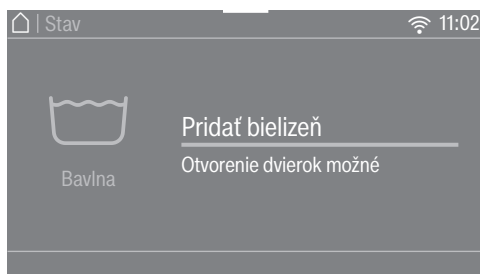 | Stav 11:02
Pridať bielizeň
Otvorenie dvierok možné
Bavlna